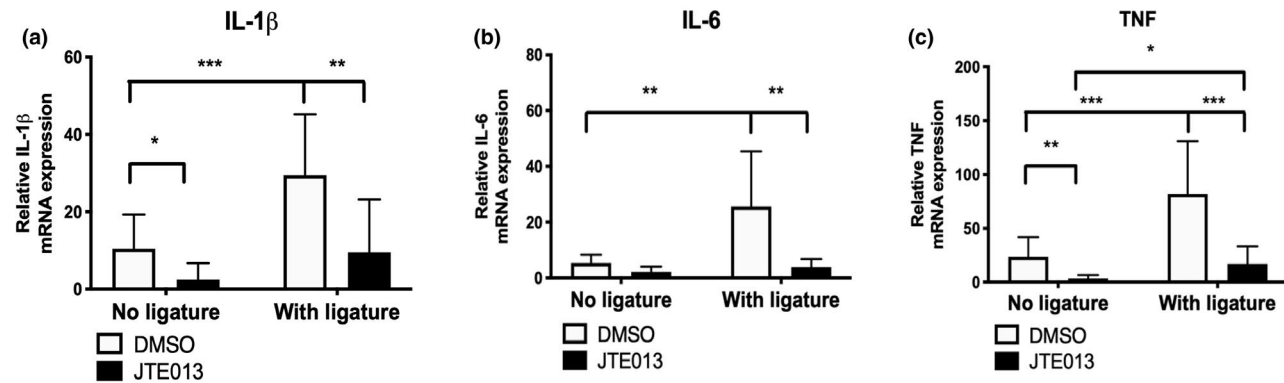 (a)
IL-1β
Relative IL-1β
mRNA expression
60
40
20
0
***
**
*
No ligature
With ligature
DMSO
JTE013
(b)
IL-6
Relative IL-6
mRNA expression
80
60
40
20
0
**
**
No ligature
With ligature
DMSO
JTE013
(c)
TNF
Relative TNF
mRNA expression
200
150
100
50
0
*
***
***
**
No ligature
With ligature
DMSO
JTE013